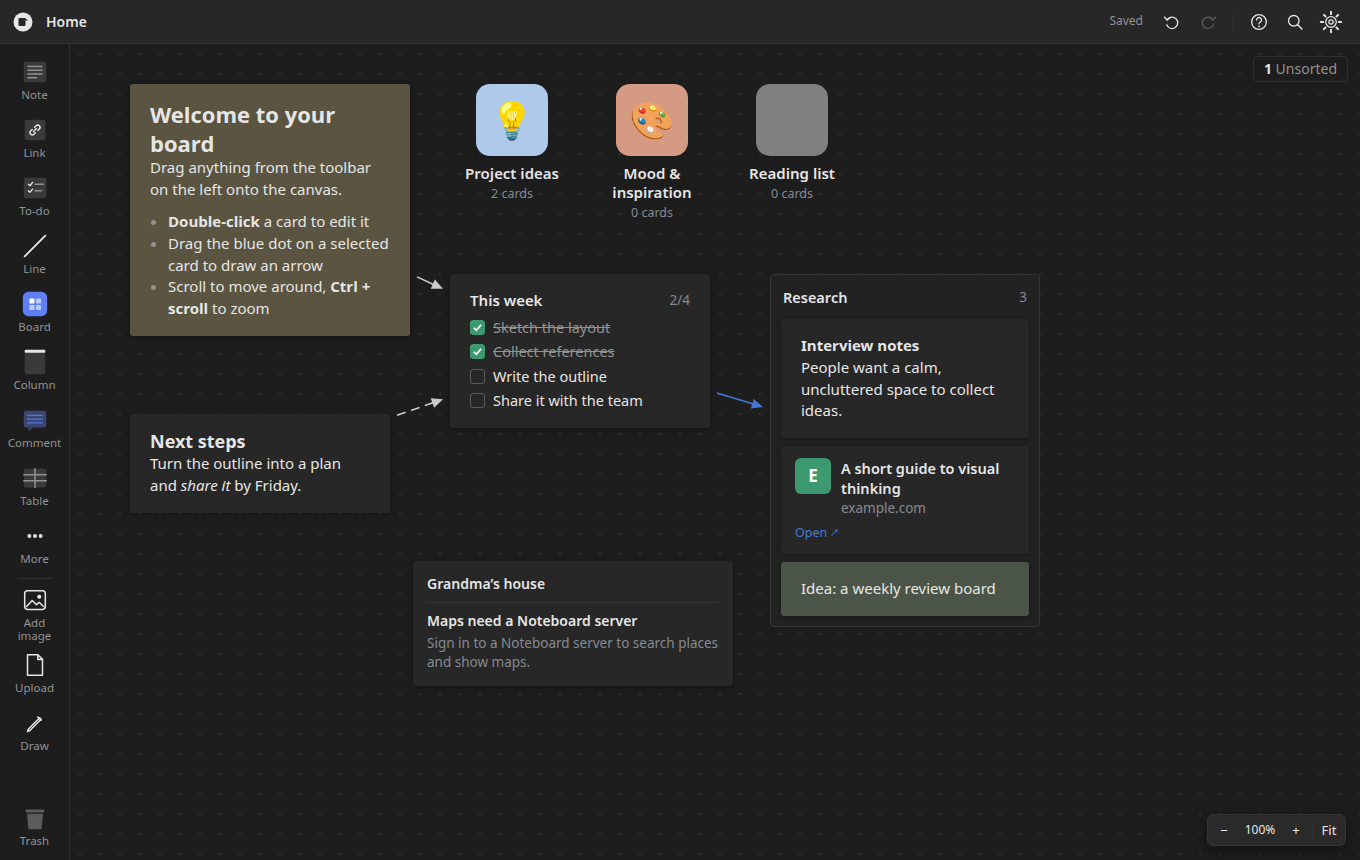 Home
Saved
1 Unsorted
Note
Link
To-do
Line
Board
Column
Comment
Table
More
Add
image
Upload
Draw
Trash
Welcome to your
board
Drag anything from the toolbar
on the left onto the canvas.
Double-click a card to edit it
Drag the blue dot on a selected
card to draw an arrow
Scroll to move around, Ctrl +
scroll to zoom
Project ideas
2 cards
Mood &
inspiration
0 cards
Reading list
0 cards
This week
2/4
Sketch the layout
Collect references
Write the outline
Share it with the team
Next steps
Turn the outline into a plan
and share it by Friday.
Research
3
Interview notes
People want a calm,
uncluttered space to collect
ideas.
E
A short guide to visual
thinking
example.com
Open ↗
Idea: a weekly review board
Grandma’s house
Maps need a Noteboard server
Sign in to a Noteboard server to search places
and show maps.
− 100% + Fit